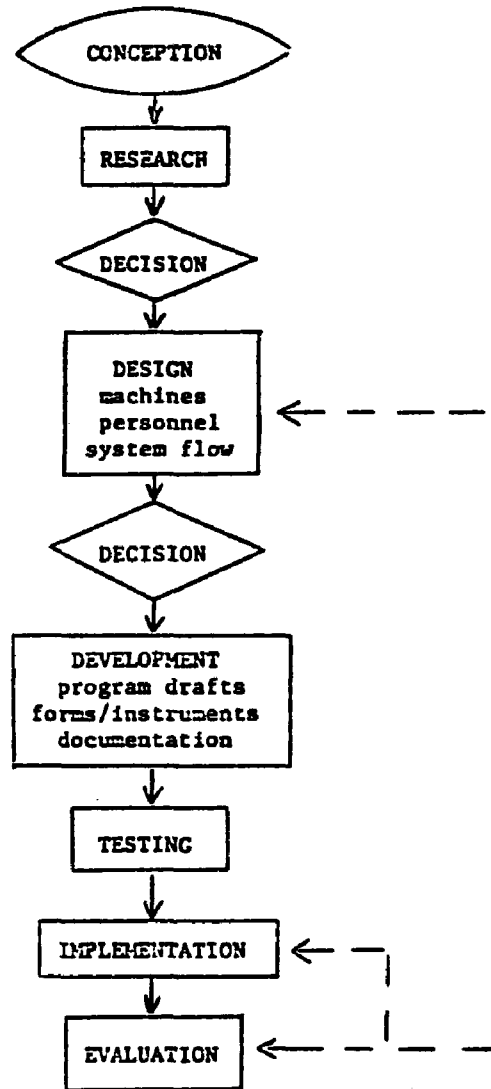 CONCEPTION
RESEARCH
DECISION
DESIGN
machines
personnel
system flow
DECISION
DEVELOPMENT
program drafts
forms/instruments
documentation
TESTING
IMPLEMENTATION
EVALUATION